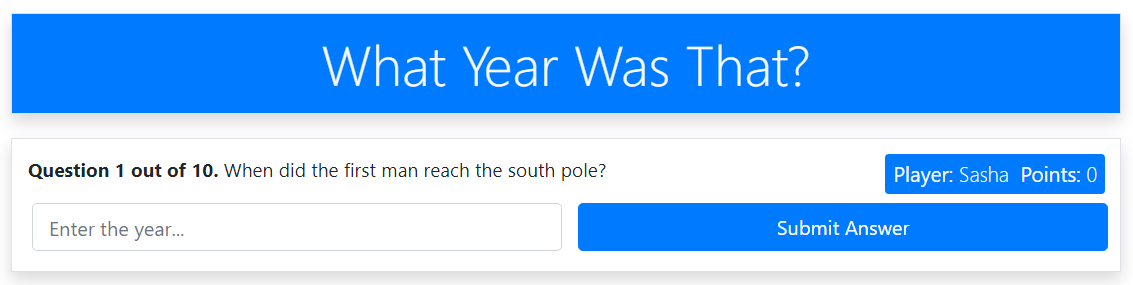 What Year Was That?
Question 1 out of 10. When did the first man reach the south pole?
Player: Sasha Points: 0
Enter the year...
Submit Answer